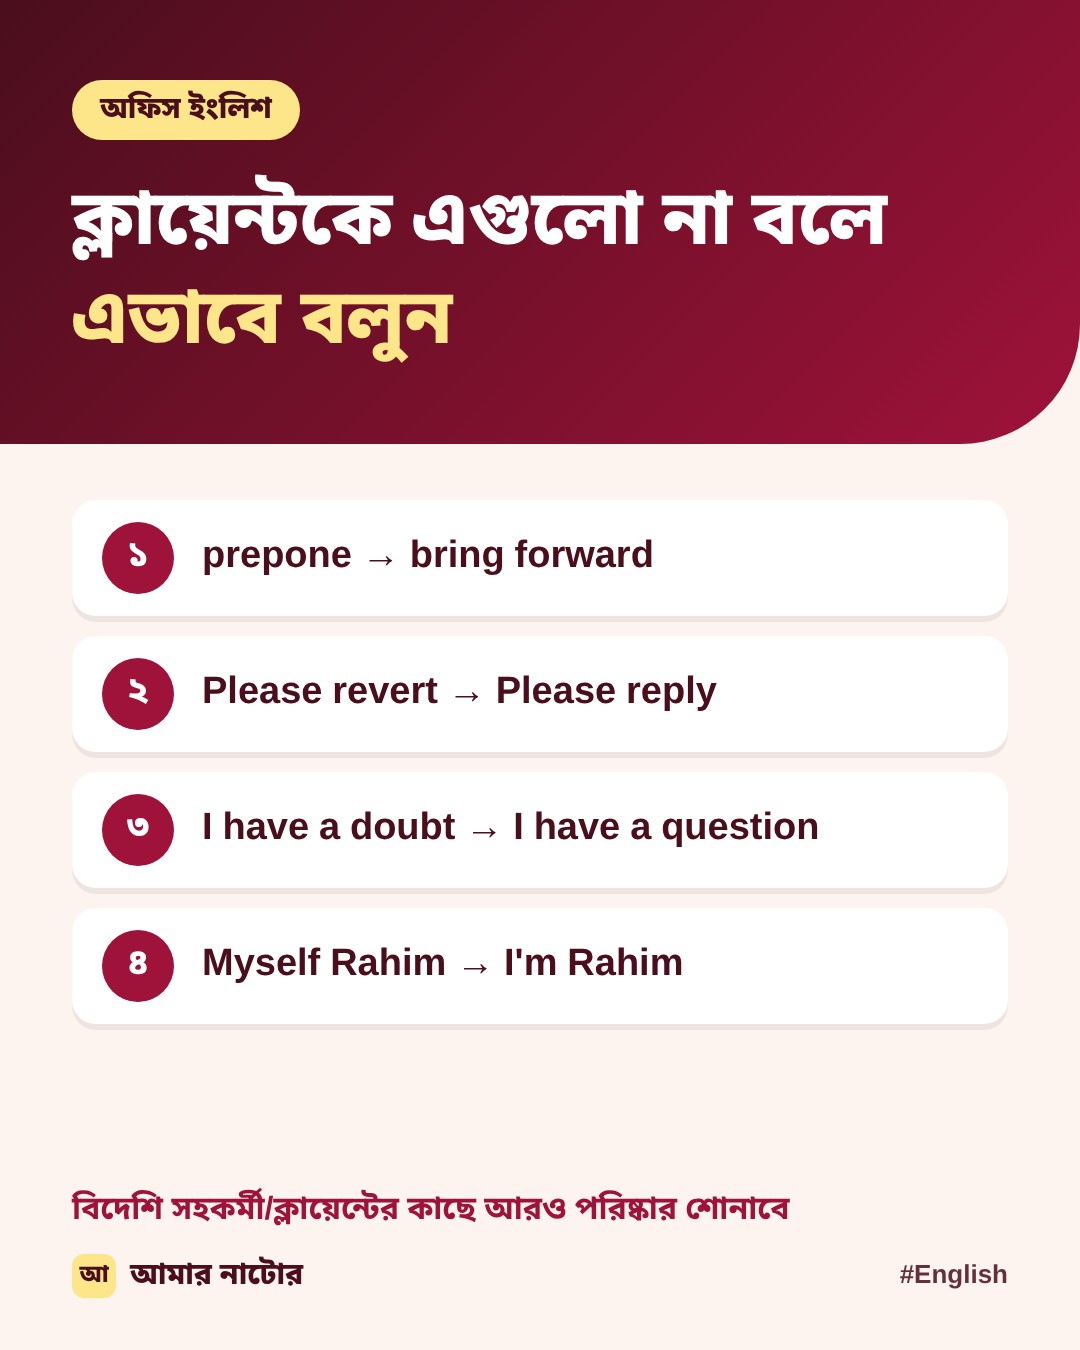 অফিস ইংলিশ
ক্লায়েন্টকে এগুলো না বলে
এভাবে বলুন
১ prepone → bring forward
২ Please revert → Please reply
৩ I have a doubt → I have a question
৪ Myself Rahim → I'm Rahim
বিদেশি সহকর্মী/ক্লায়েন্টের কাছে আরও পরিষ্কার শোনাবে
আ আমার নাটোর #English